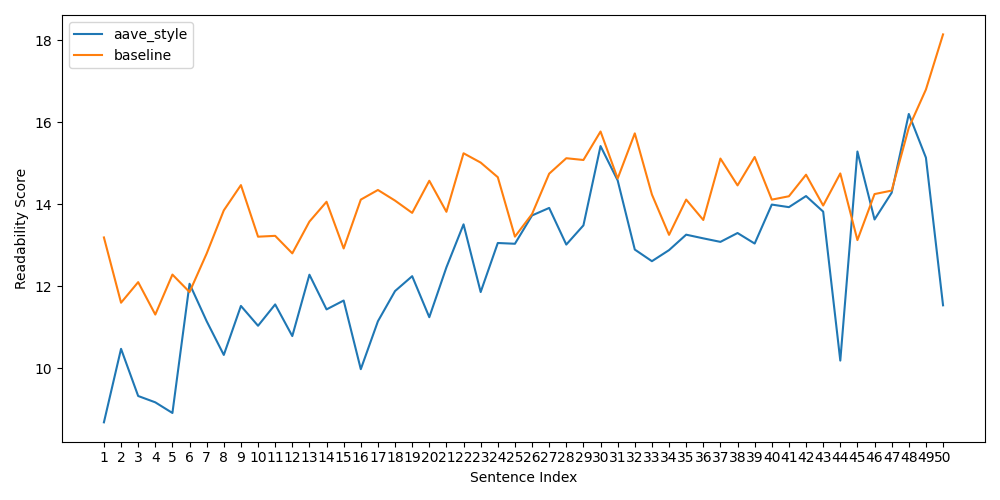 aave_style
baseline
18
16
14
12
10
Readability Score
1 2 3 4 5 6 7 8 9 10 11 12 13 14 15 16 17 18 19 20 21 22 23 24 25 26 27 28 29 30 31 32 33 34 35 36 37 38 39 40 41 42 43 44 45 46 47 48 49 50
Sentence Index